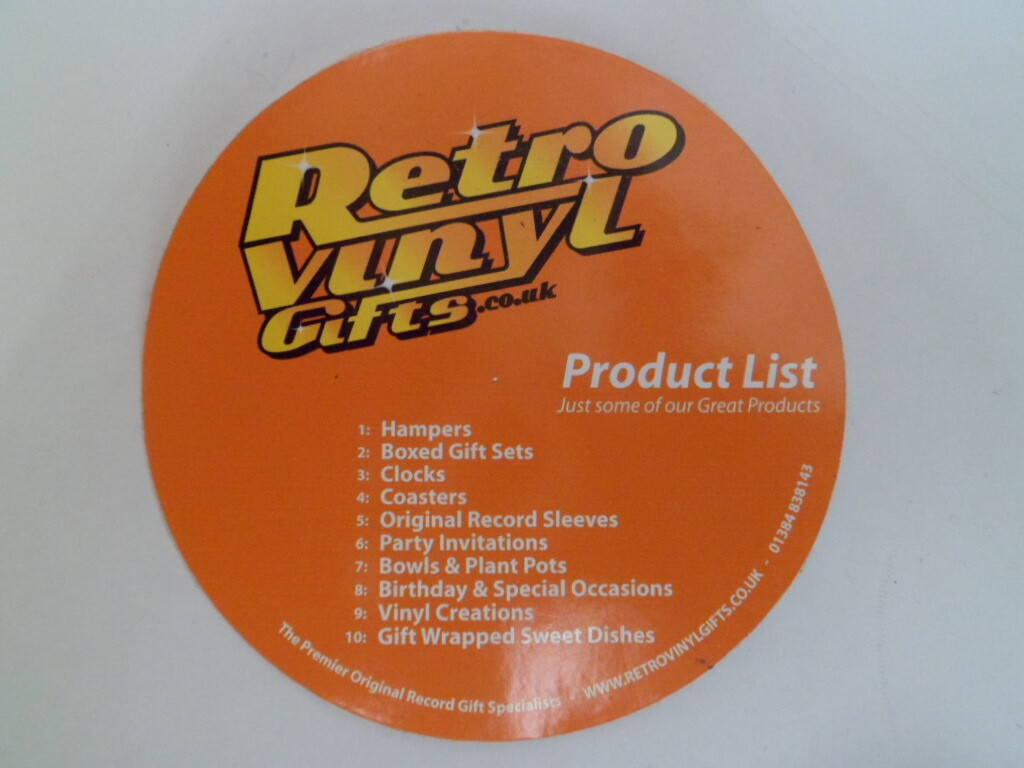 Retro
Vinyl
Gifts.co.uk
Product List
Just some of our Great Products
1: Hampers
2: Boxed Gift Sets
3: Clocks
4: Coasters
5: Original Record Sleeves
6: Party Invitations
7: Bowls & Plant Pots
8: Birthday & Special Occasions
9: Vinyl Creations
10: Gift Wrapped Sweet Dishes
The Premier Original Record Gift Specialists
WWW.RETROVINYLGIFTS.CO.UK - 01384 838143